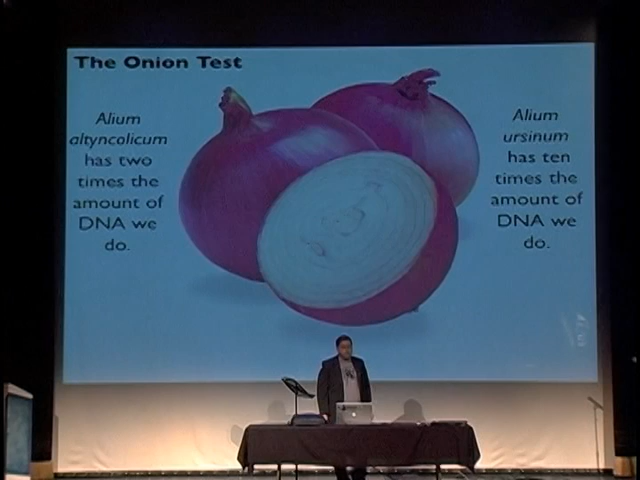 The Onion Test
Alium
altyncolicum
has two
times the
amount of
DNA we
do.
Alium
ursinum
has ten
times the
amount of
DNA we
do.